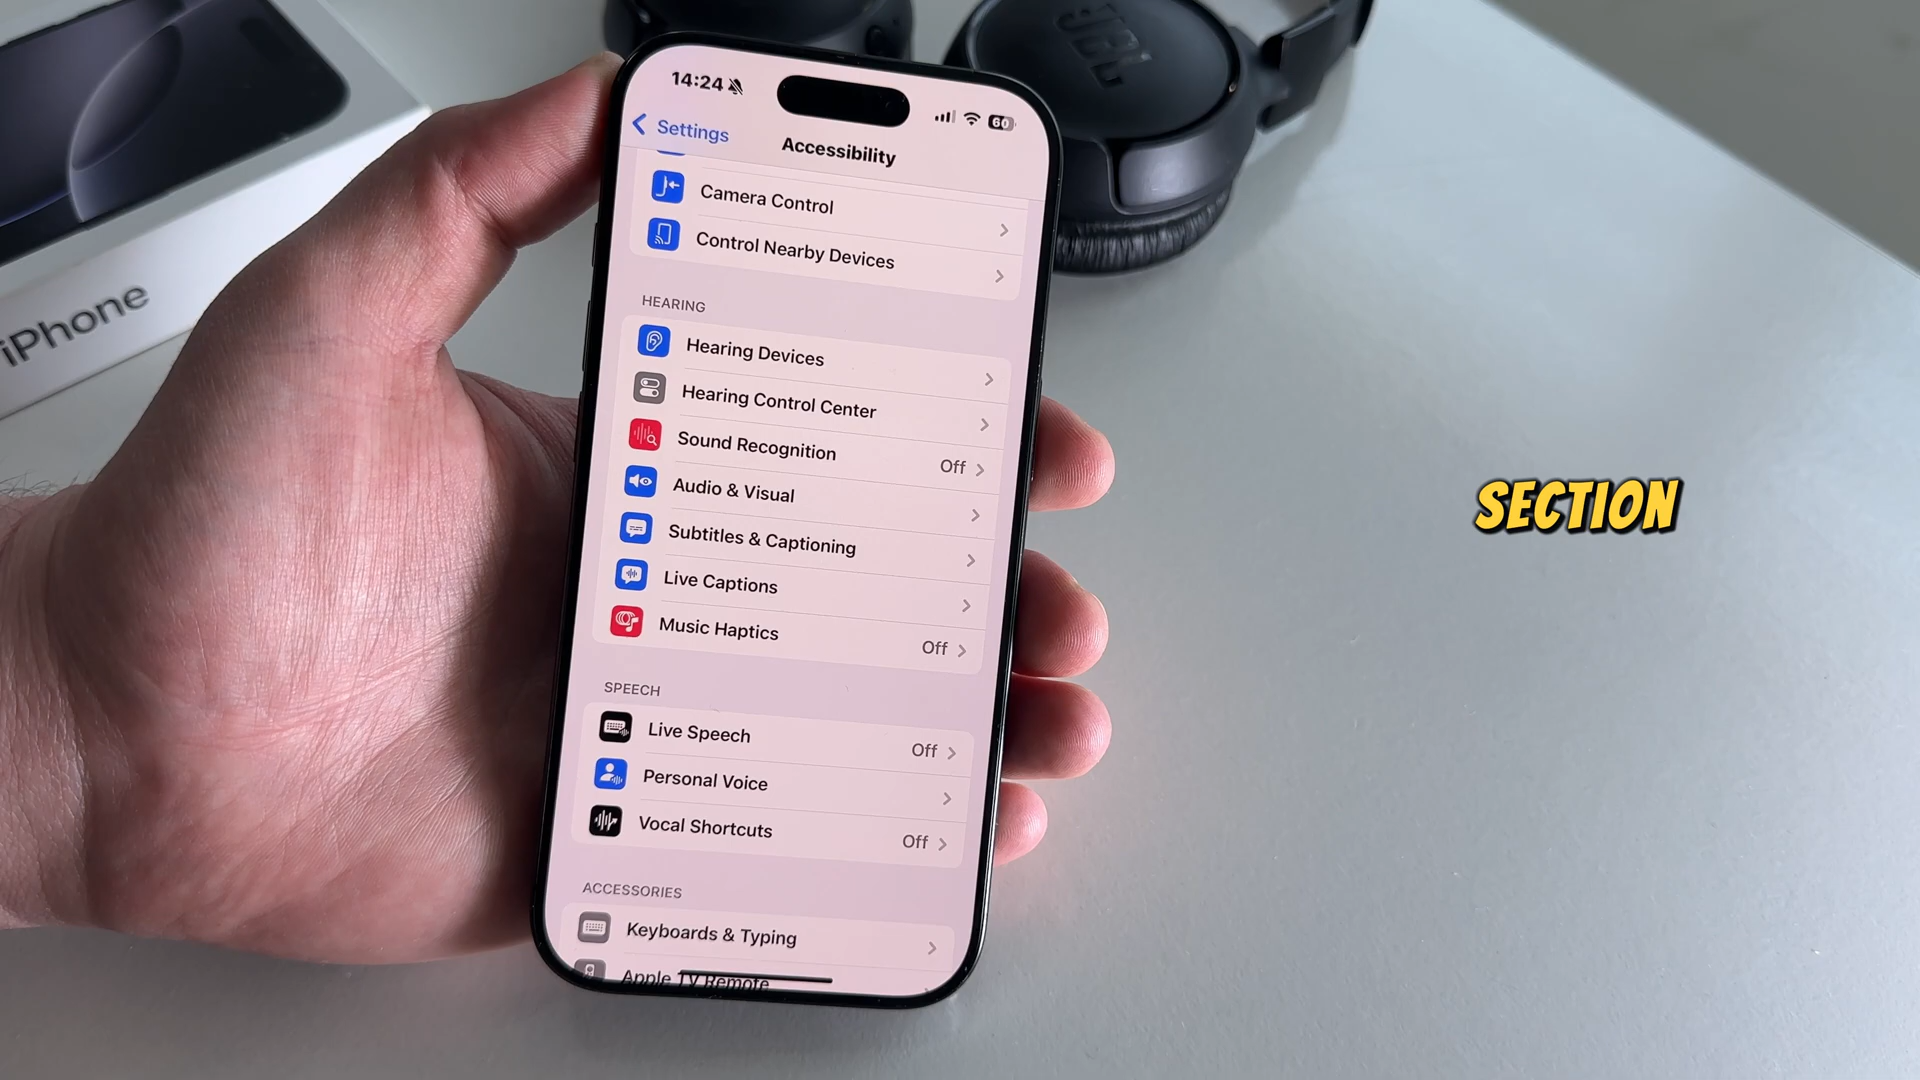 14:24
60
Settings
Accessibility
Camera Control
Control Nearby Devices
HEARING
Hearing Devices
Hearing Control Center
Sound Recognition Off
Audio & Visual
Subtitles & Captioning
Live Captions
Music Haptics Off
SPEECH
Live Speech Off
Personal Voice
Vocal Shortcuts Off
ACCESSORIES
Keyboards & Typing
Apple TV Remote
iPhone
JBL
SECTION